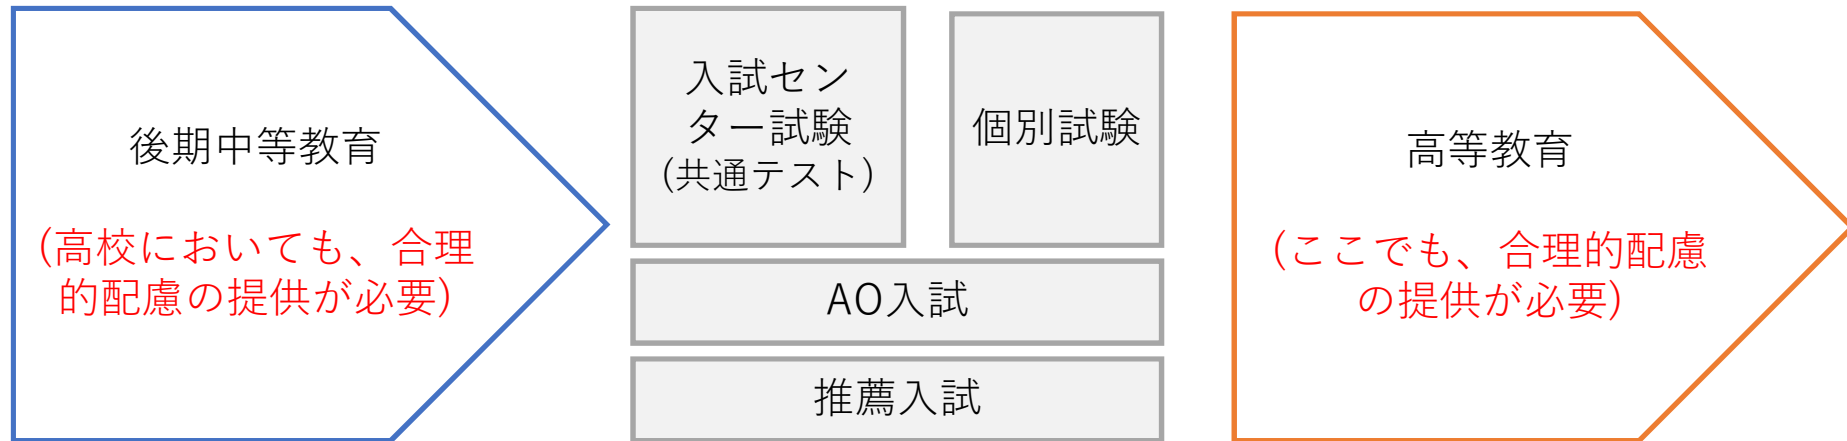 後期中等教育
(高校においても、合理
的配慮の提供が必要)
入試セン
ター試験
(共通テスト)
個別試験
AO入試
推薦入試
高等教育
(ここでも、合理的配慮
の提供が必要)